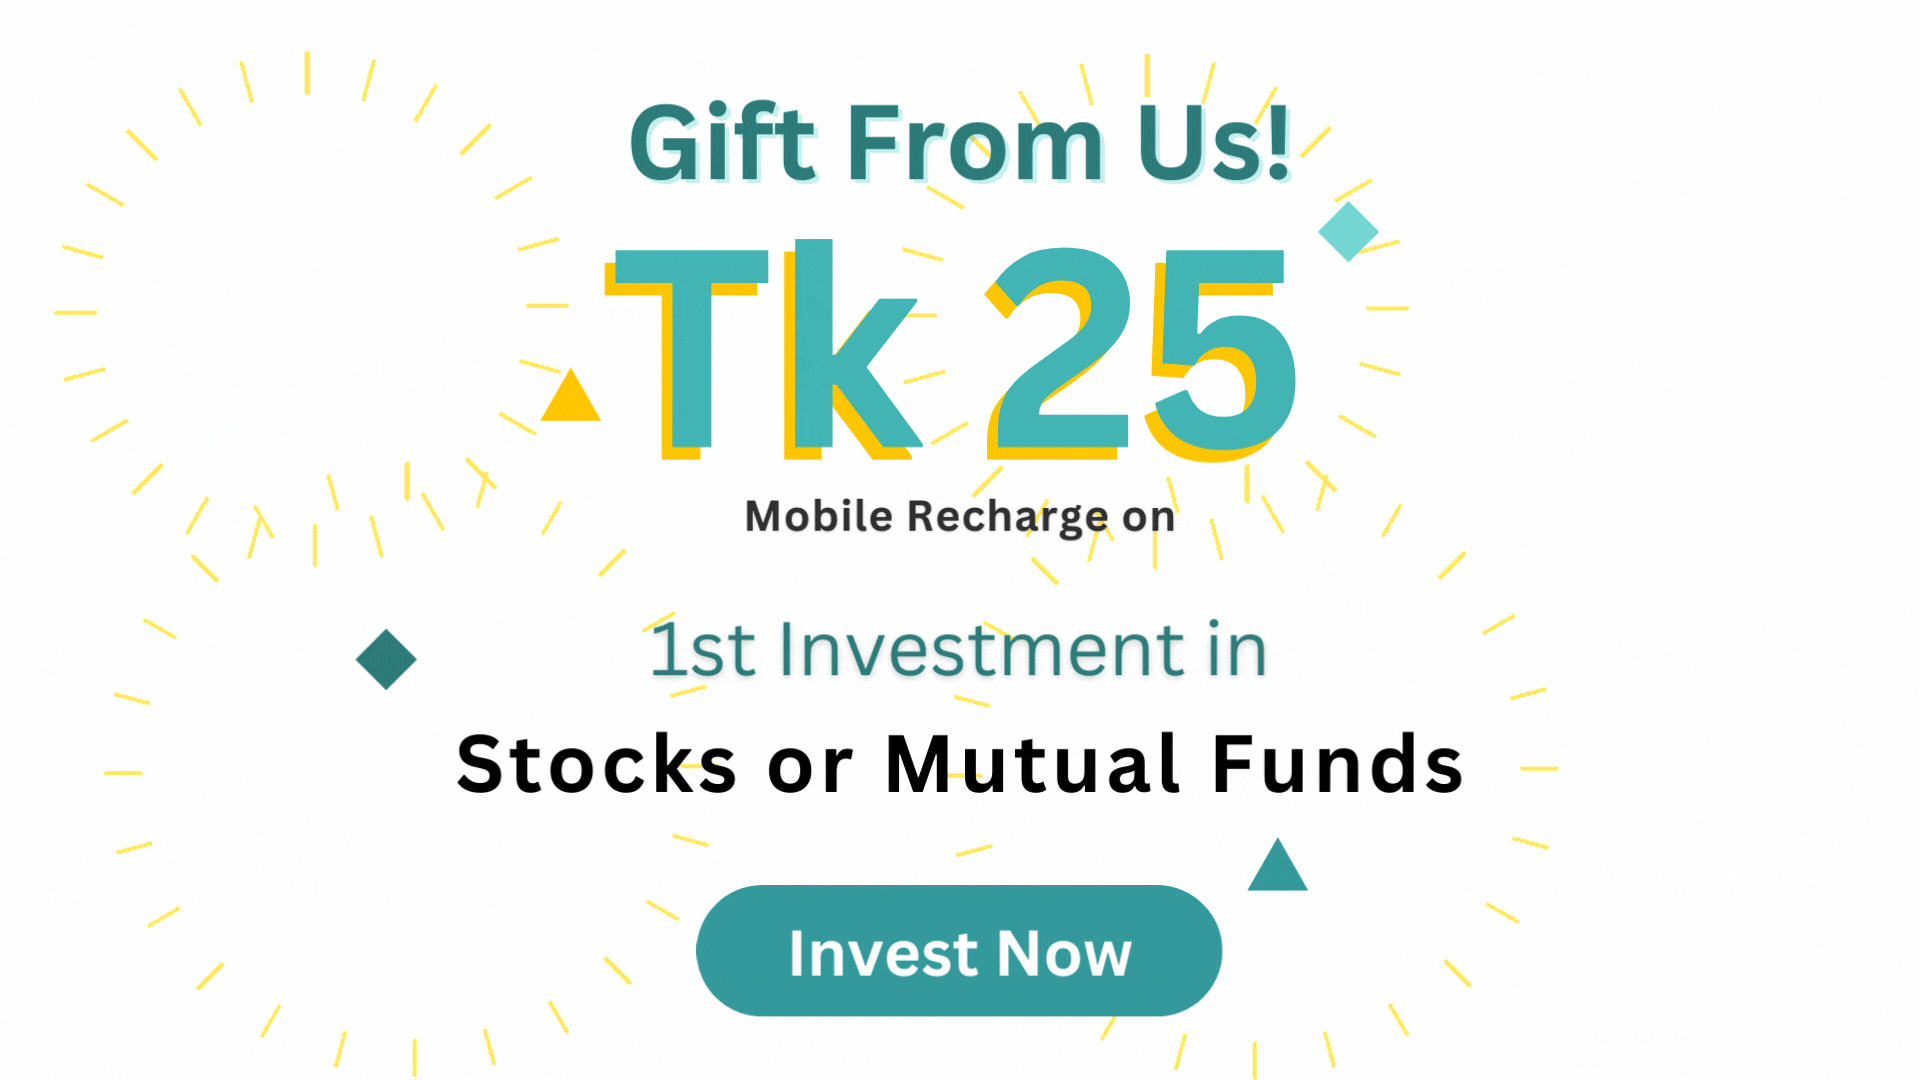 Gift From Us!
Tk 25
Mobile Recharge on
1st Investment in
Stocks or Mutual Funds
Invest Now